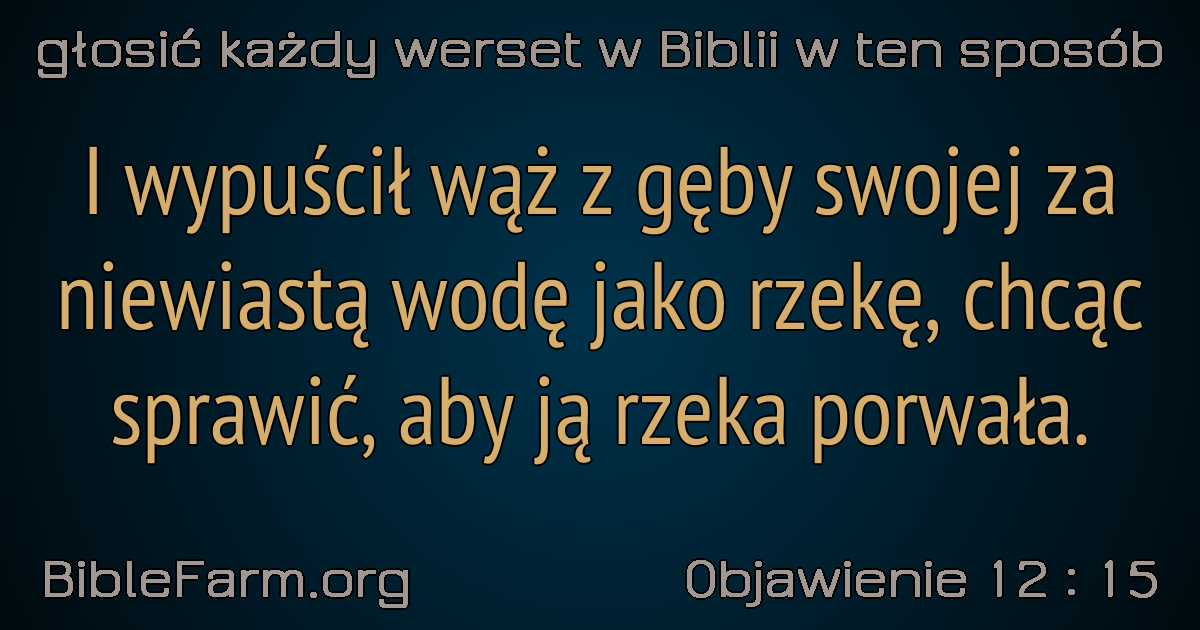 głosić każdy werset w Biblii w ten sposób
I wypuścił wąż z gęby swojej za
niewiastą wodę jako rzekę, chcąc
sprawić, aby ją rzeka porwała.
BibleFarm.org
Objawienie 12 : 15